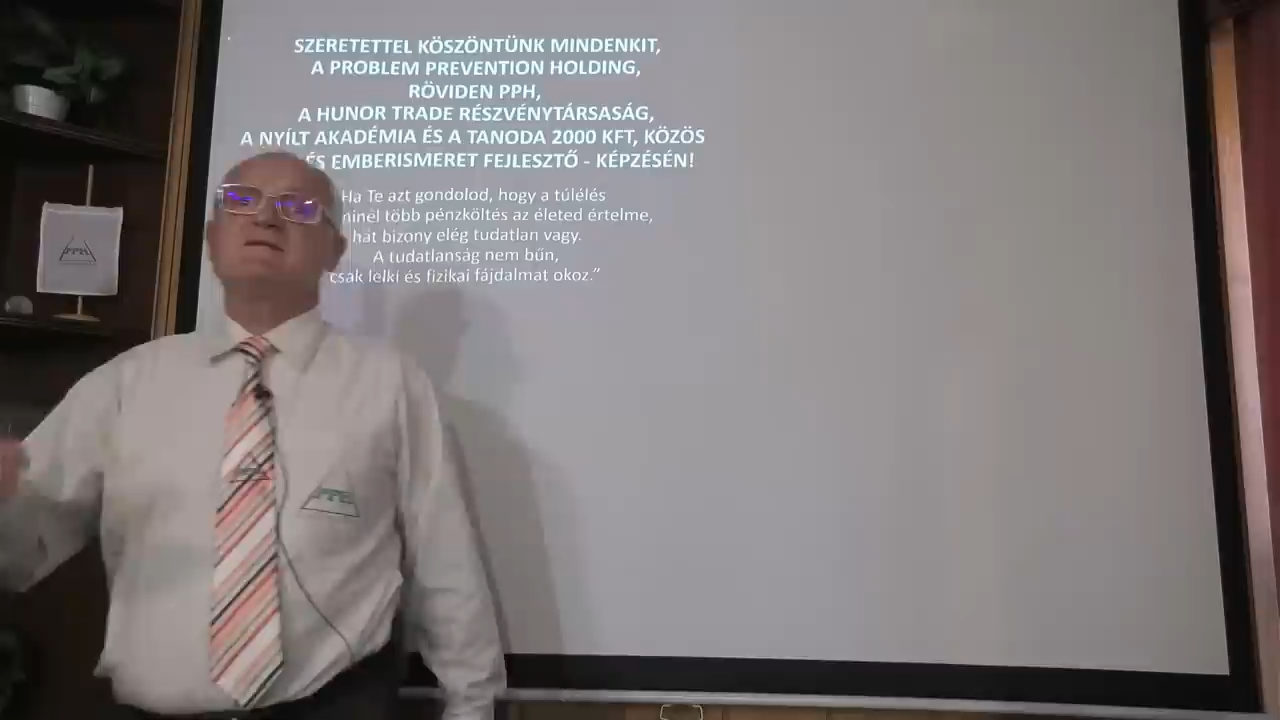 SZERETETTEL KÖSZÖNTÜNK MINDENKIT,
A PROBLEM PREVENTION HOLDING,
RÖVIDEN PPH,
A HUNOR TRADE RÉSZVÉNYTÁRSASÁG,
A NYÍLT AKADÉMIA ÉS A TANODA 2000 KFT, KÖZÖS
ÉS EMBERISMERET FEJLESZTŐ - KÉPZÉSÉN!
Ha Te azt gondolod, hogy a túlélés
minél több pénzköltés az életed értelme,
hát bizony elég tudatlan vagy.
A tudatlanság nem bűn,
csak lelki és fizikai fájdalmat okoz.”